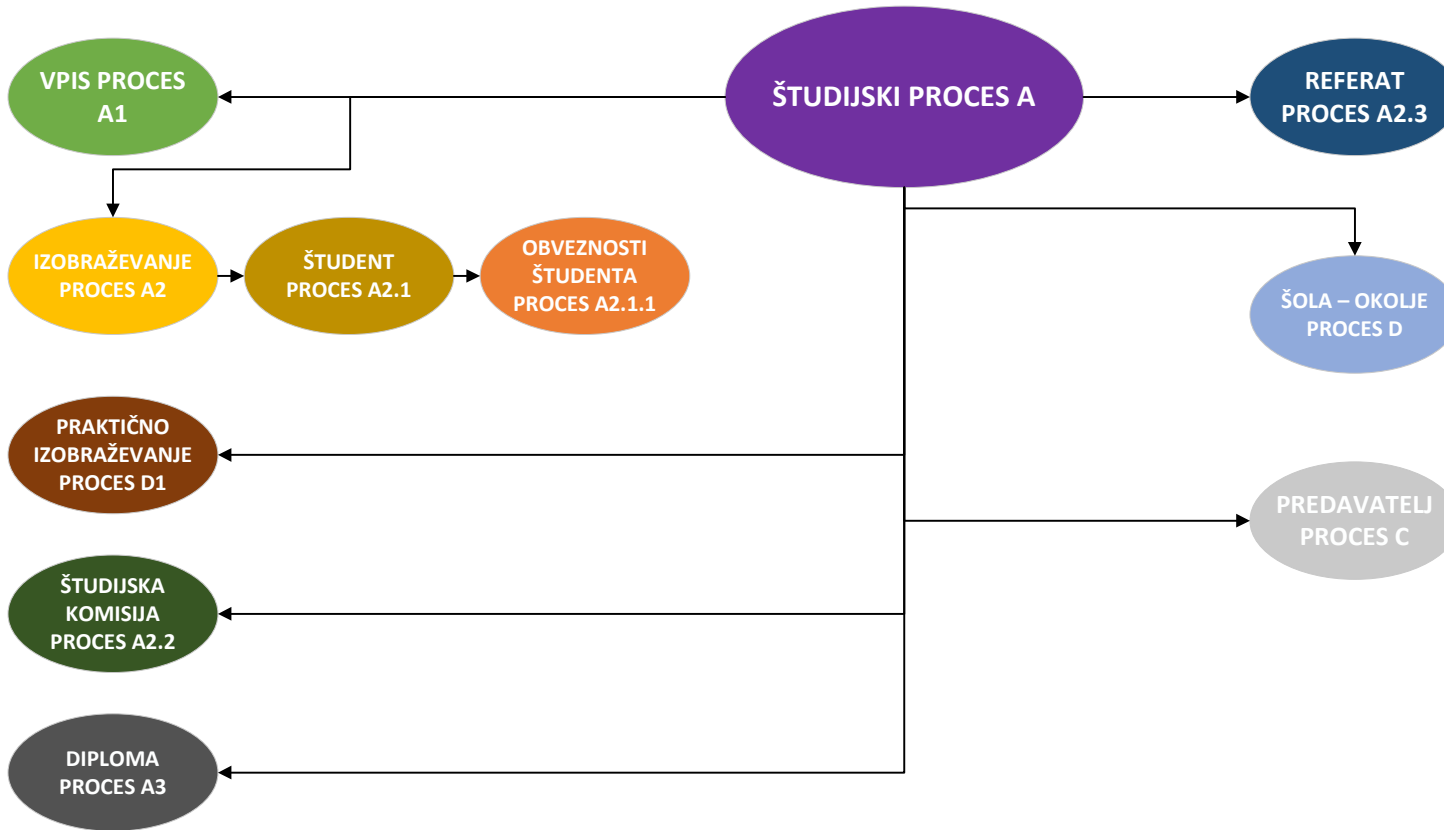 VPIS PROCES
A1
ŠTUDIJSKI PROCES A
REFERAT
PROCES A2.3
IZOBRAŽEVANJE
PROCES A2
ŠTUDENT
PROCES A2.1
OBVEZNOSTI
ŠTUDENTA
PROCES A2.1.1
ŠOLA – OKOLJE
PROCES D
PRAKTIČNO
IZOBRAŽEVANJE
PROCES D1
PREDAVATELJ
PROCES C
ŠTUDIJSKA
KOMISIJA
PROCES A2.2
DIPLOMA
PROCES A3